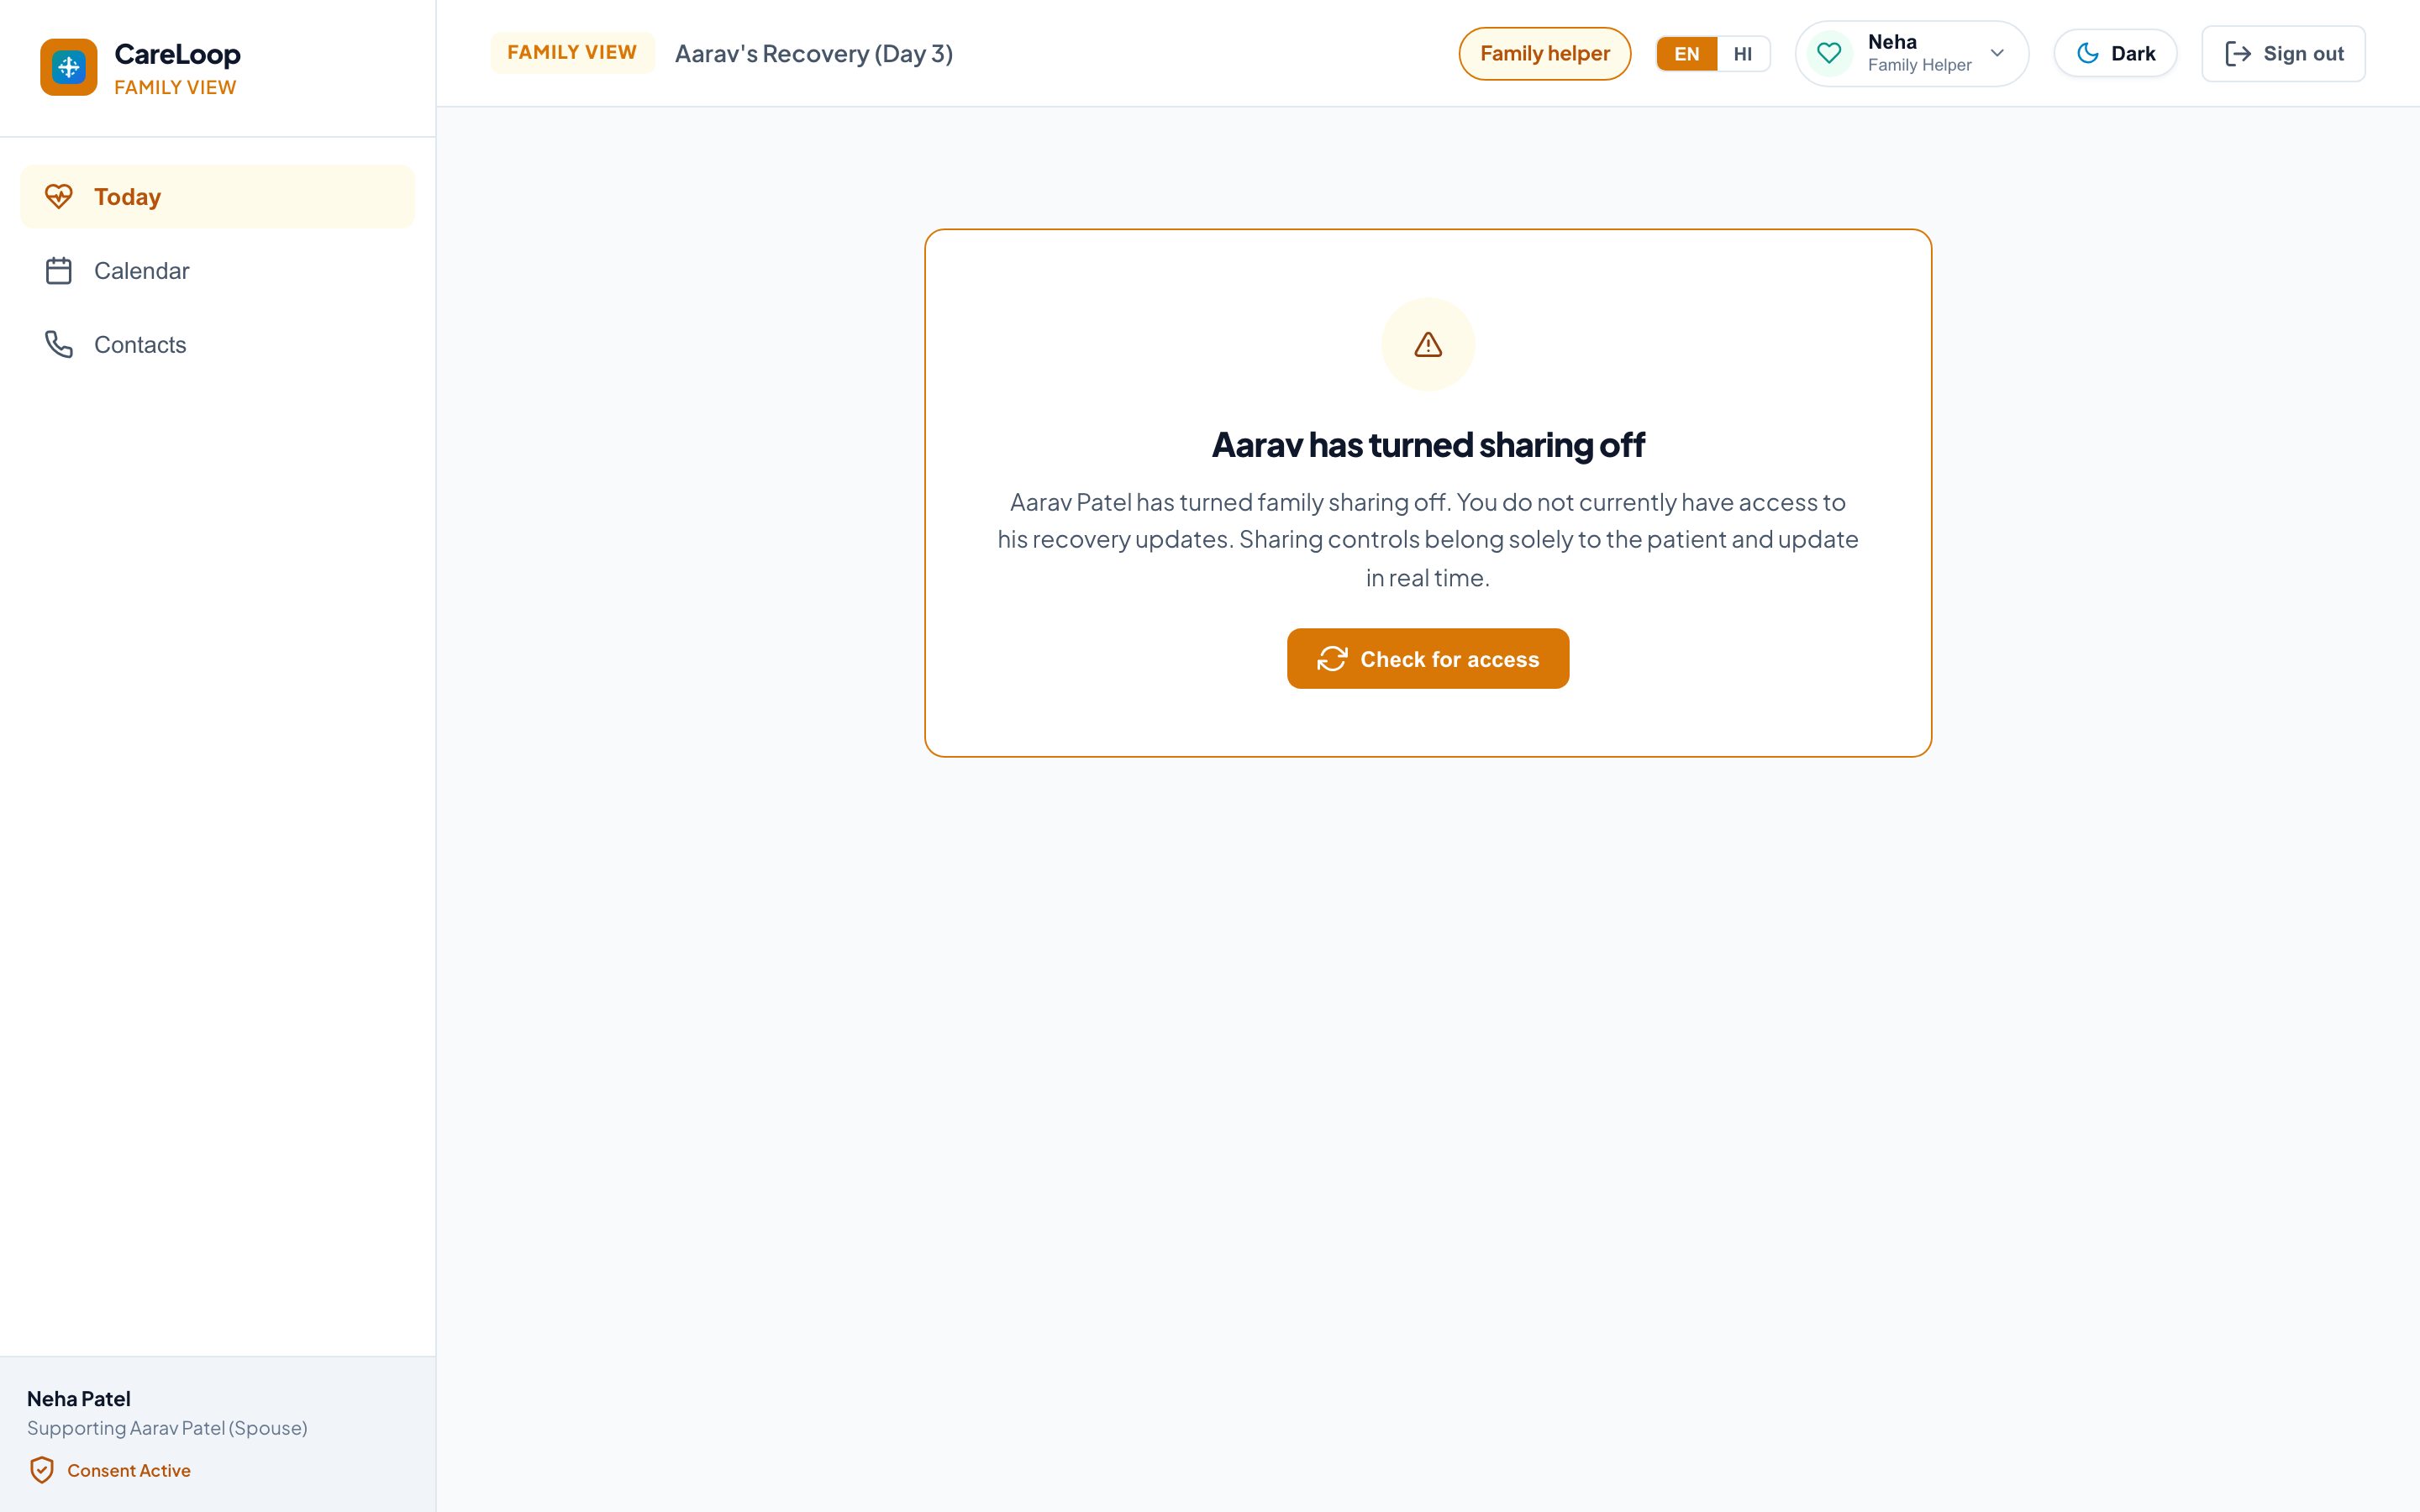 CareLoop
FAMILY VIEW
Today
Calendar
Contacts
Neha Patel
Supporting Aarav Patel (Spouse)
Consent Active
FAMILY VIEW
Aarav's Recovery (Day 3)
Family helper
EN
HI
Neha
Family Helper
Dark
Sign out
Aarav has turned sharing off
Aarav Patel has turned family sharing off. You do not currently have access to
his recovery updates. Sharing controls belong solely to the patient and update
in real time.
Check for access